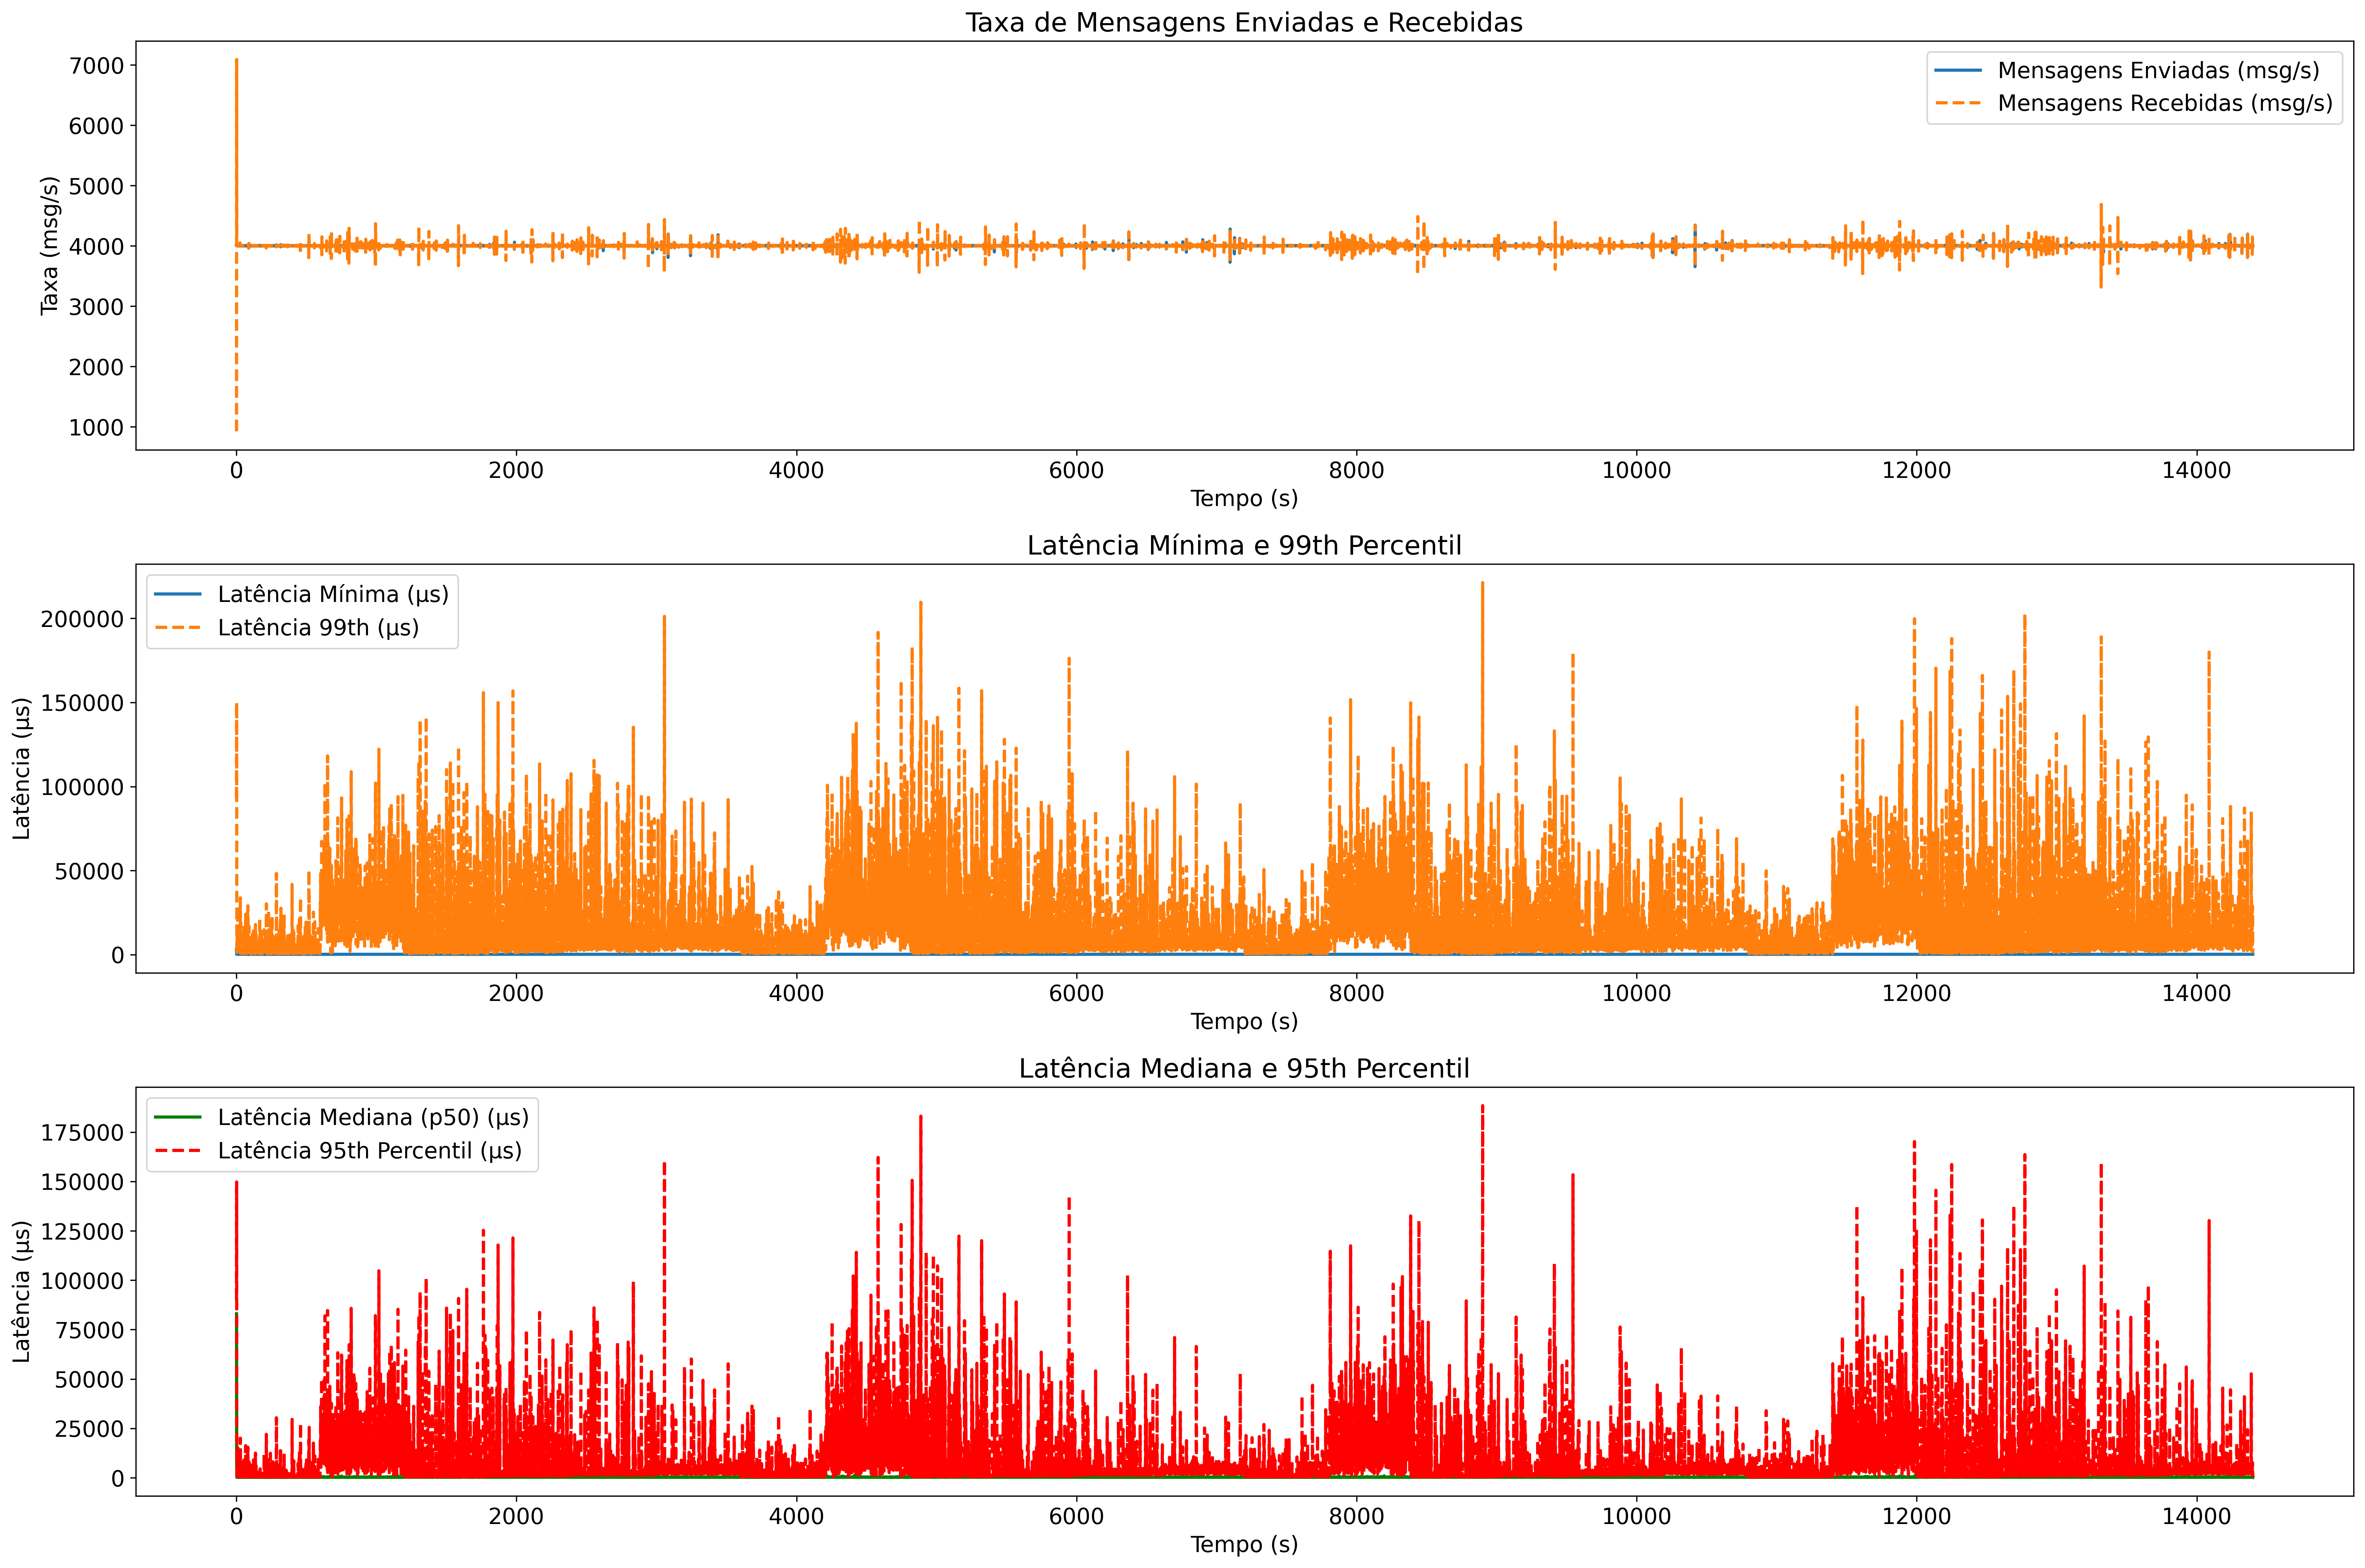 Taxa de Mensagens Enviadas e Recebidas
7000
6000
5000
4000
3000
2000
1000
Taxa (msg/s)
Mensagens Enviadas (msg/s)
Mensagens Recebidas (msg/s)
0 2000 4000 6000 8000 10000 12000 14000
Tempo (s)
Latência Mínima e 99th Percentil
200000
150000
100000
50000
0
Latência (μs)
Latência Mínima (μs)
Latência 99th (μs)
0 2000 4000 6000 8000 10000 12000 14000
Tempo (s)
Latência Mediana e 95th Percentil
175000
150000
125000
100000
75000
50000
25000
0
Latência (μs)
Latência Mediana (p50) (μs)
Latência 95th Percentil (μs)
0 2000 4000 6000 8000 10000 12000 14000
Tempo (s)